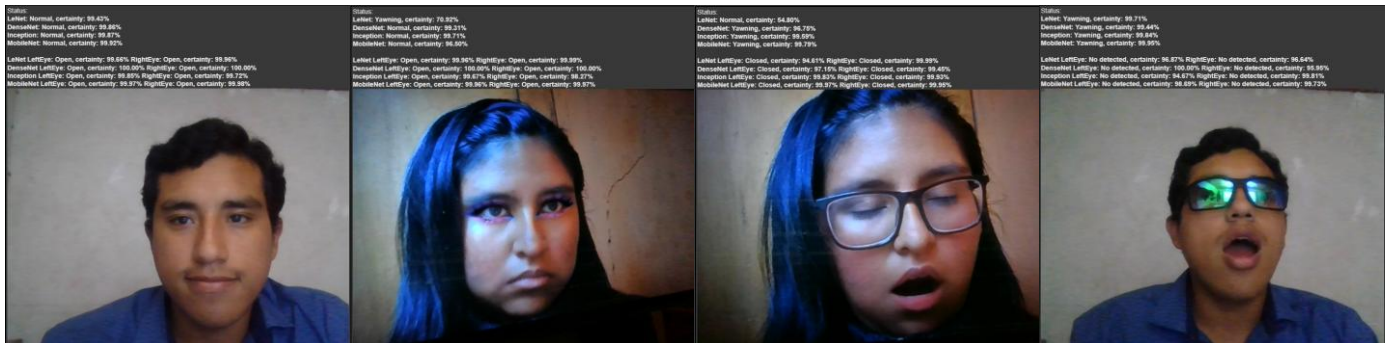 Status:
LeNet: Normal, certainty: 99.43%
DenseNet: Normal, certainty: 99.86%
Inception: Normal, certainty: 99.87%
MobileNet: Normal, certainty: 99.92%
LeNet LeftEye: Open, certainty: 99.66% RightEye: Open, certainty: 99.96%
DenseNet LeftEye: Open, certainty: 100.00% RightEye: Open, certainty: 100.00%
Inception LeftEye: Open, certainty: 99.85% RightEye: Open, certainty: 99.72%
MobileNet LeftEye: Open, certainty: 99.97% RightEye: Open, certainty: 99.98%
Status:
LeNet: Yawning, certainty: 70.92%
DenseNet: Normal, certainty: 99.31%
Inception: Normal, certainty: 99.71%
MobileNet: Normal, certainty: 96.50%
LeNet LeftEye: Open, certainty: 99.96% RightEye: Open, certainty: 99.99%
DenseNet LeftEye: Open, certainty: 100.00% RightEye: Open, certainty: 100.00%
Inception LeftEye: Open, certainty: 99.67% RightEye: Open, certainty: 98.27%
MobileNet LeftEye: Open, certainty: 99.96% RightEye: Open, certainty: 99.97%
Status:
LeNet: Normal, certainty: 54.80%
DenseNet: Yawning, certainty: 96.78%
Inception: Yawning, certainty: 99.69%
MobileNet: Yawning, certainty: 99.79%
LeNet LeftEye: Closed, certainty: 94.61% RightEye: Closed, certainty: 99.99%
DenseNet LeftEye: Closed, certainty: 97.15% RightEye: Closed, certainty: 99.45%
Inception LeftEye: Closed, certainty: 99.83% RightEye: Closed, certainty: 99.93%
MobileNet LeftEye: Closed, certainty: 99.99% RightEye: Closed, certainty: 99.95%
Status:
LeNet: Yawning, certainty: 99.71%
DenseNet: Yawning, certainty: 99.44%
Inception: Yawning, certainty: 99.84%
MobileNet: Yawning, certainty: 99.95%
LeNet LeftEye: No detected, certainty: 96.87% RightEye: No detected, certainty: 96.64%
DenseNet LeftEye: No detected, certainty: 100.00% RightEye: No detected, certainty: 95.95%
Inception LeftEye: No detected, certainty: 94.67% RightEye: No detected, certainty: 99.81%
MobileNet LeftEye: No detected, certainty: 98.69% RightEye: No detected, certainty: 99.73%